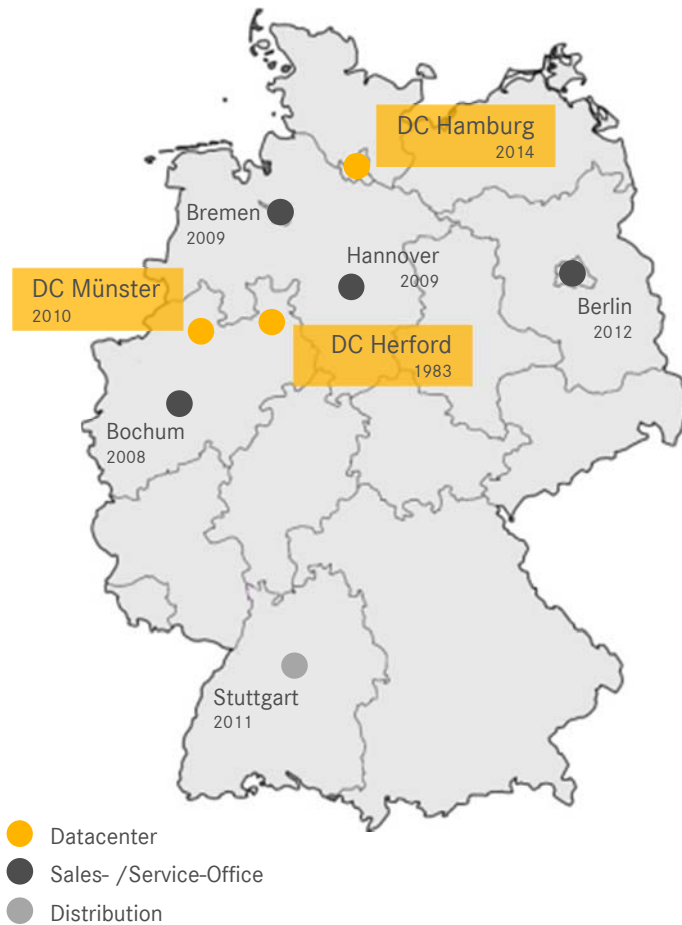 DC Hamburg
2014
Bremen
2009
Hannover
2009
DC Münster
2010
Berlin
2012
DC Herford
1983
Bochum
2008
Stuttgart
2011
Datacenter
Sales- /Service-Office
Distribution